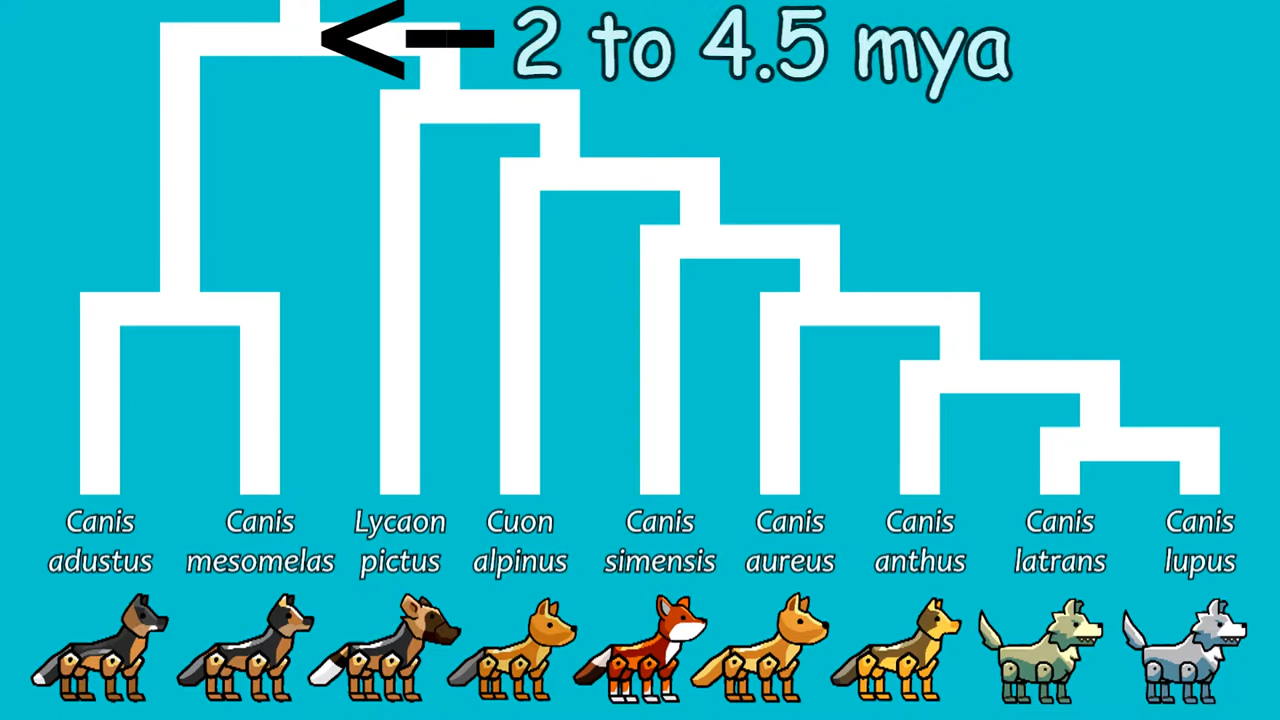 2 to 4.5 mya
Canis adustus
Canis mesomelas
Lycaon pictus
Cuon alpinus
Canis simensis
Canis aureus
Canis anthus
Canis latrans
Canis lupus